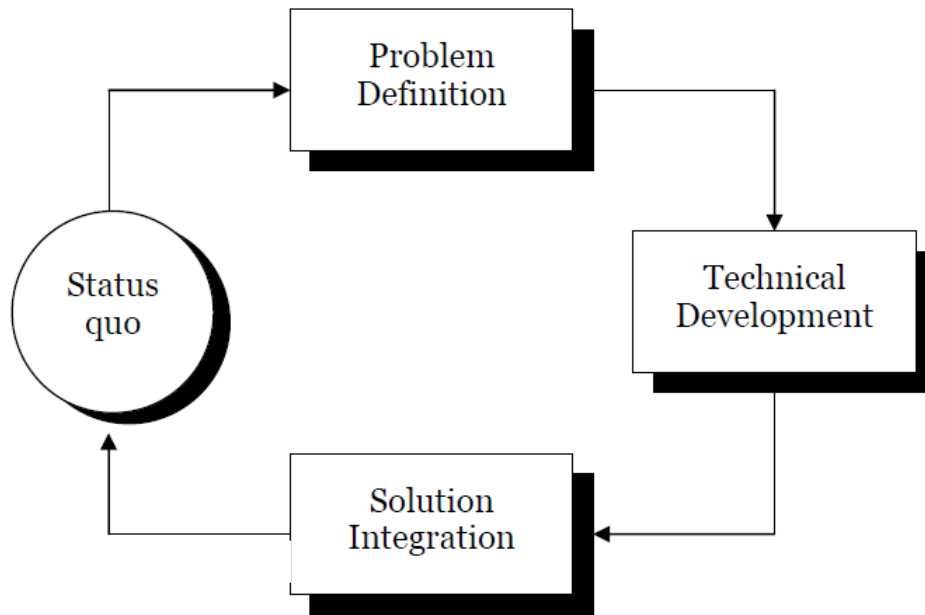 Problem
Definition
Status
quo
Technical
Development
Solution
Integration